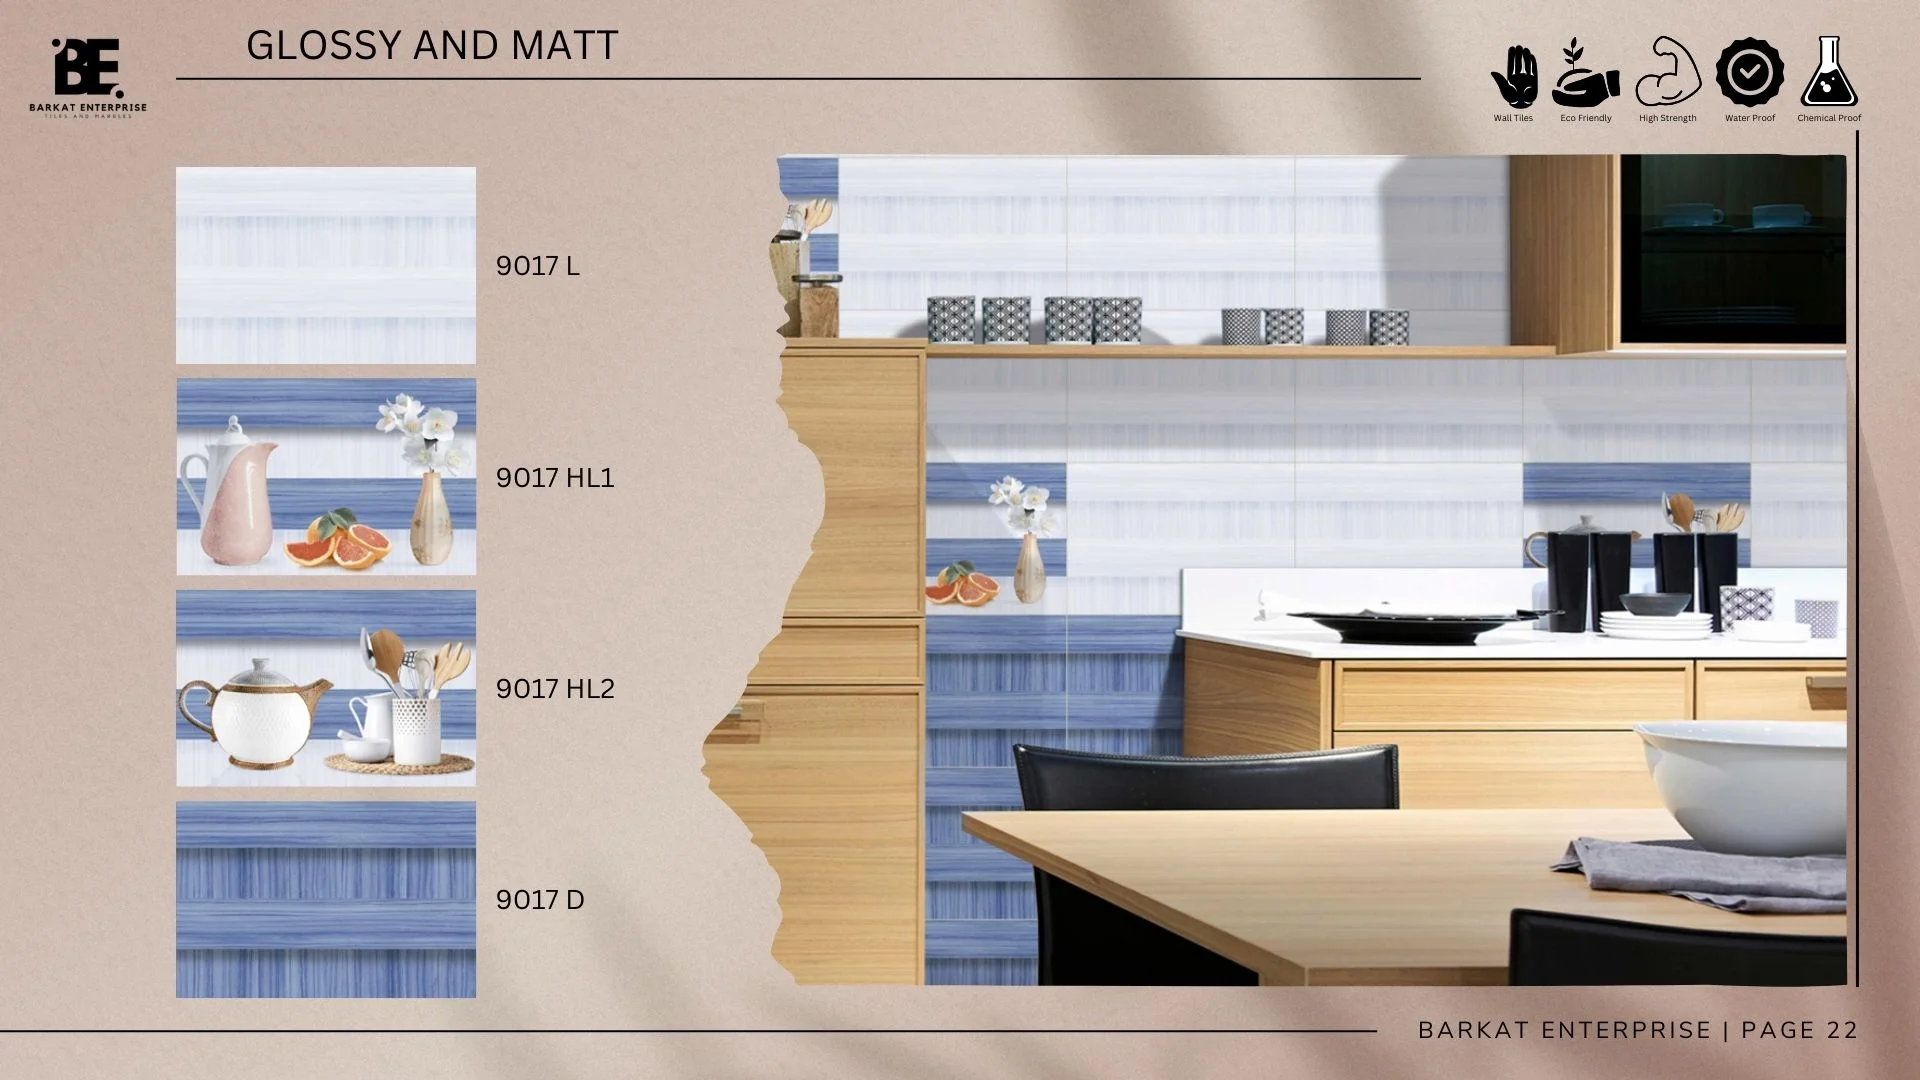 BE
BARKAT ENTERPRISE
TILES AND MARBLES
GLOSSY AND MATT
Wall Tiles
Eco Friendly
High Strength
Water Proof
Chemical Proof
9017 L
9017 HL1
9017 HL2
9017 D
BARKAT ENTERPRISE | PAGE 22